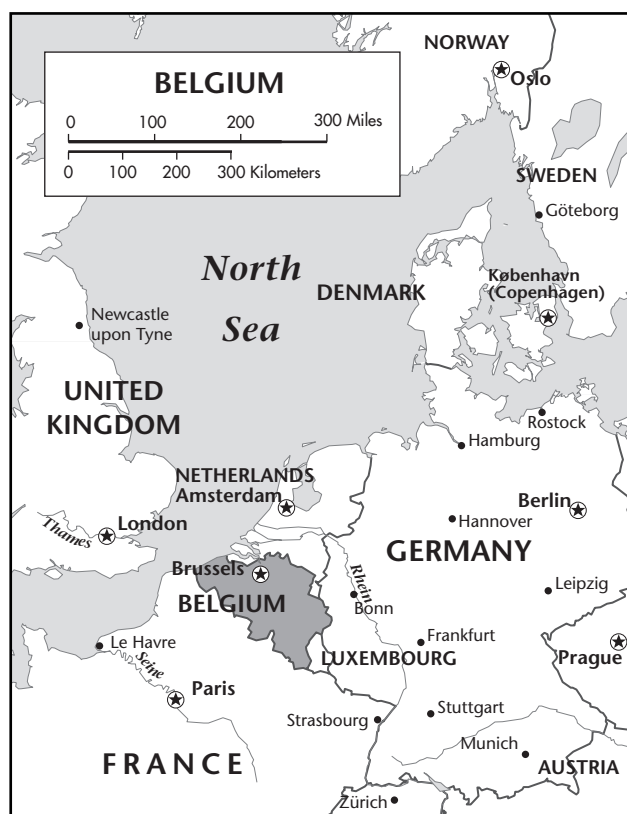 NORWAY
Oslo
BELGIUM
0 100 200 300 Miles
0 100 200 300 Kilometers
SWEDEN
Göteborg
North
Sea
DENMARK
København
(Copenhagen)
Newcastle
upon Tyne
UNITED
KINGDOM
Rostock
Hamburg
NETHERLANDS
Amsterdam
Berlin
Hannover
Thames
London
GERMANY
Brussels
Rhein
Leipzig
BELGIUM
Bonn
Le Havre
Frankfurt
LUXEMBOURG
Prague
Seine
Paris
Strasbourg
Stuttgart
Munich
FRANCE
AUSTRIA
Zürich